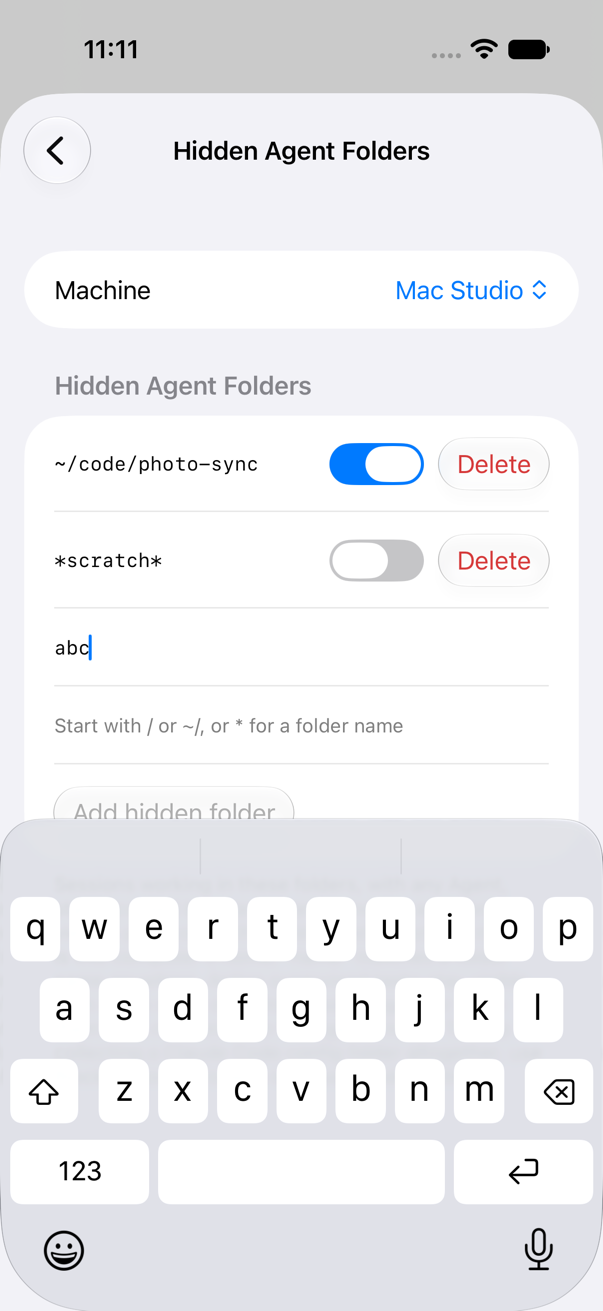 11:11
Hidden Agent Folders
Machine
Mac Studio
Hidden Agent Folders
~/code/photo-sync
Delete
*scratch*
Delete
abc
Start with / or ~/, or * for a folder name
Add hidden folder
q w e r t y u i o p
a s d f g h j k l
z x c v b n m
123